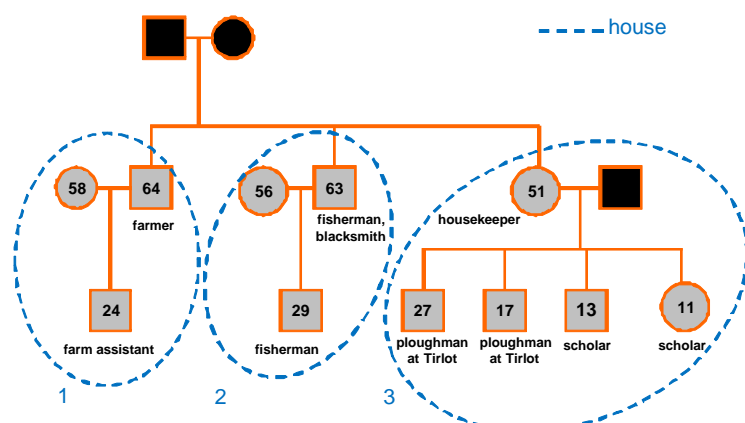 house
58
64
56
63
51
farmer
fisherman,
blacksmith
housekeeper
24
29
27
17
13
11
farm assistant
fisherman
ploughman
at Tirlot
ploughman
at Tirlot
scholar
scholar
1
2
3